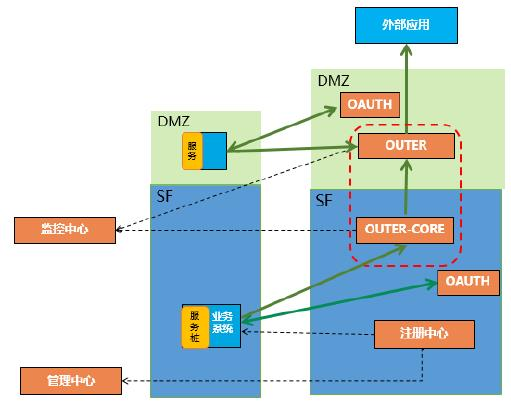 外部应用
DMZ
OAUTH
DMZ
服
务
OUTER
SF
SF
监控中心
OUTER-CORE
OAUTH
服
务
桩
业务
系统
注册中心
管理中心